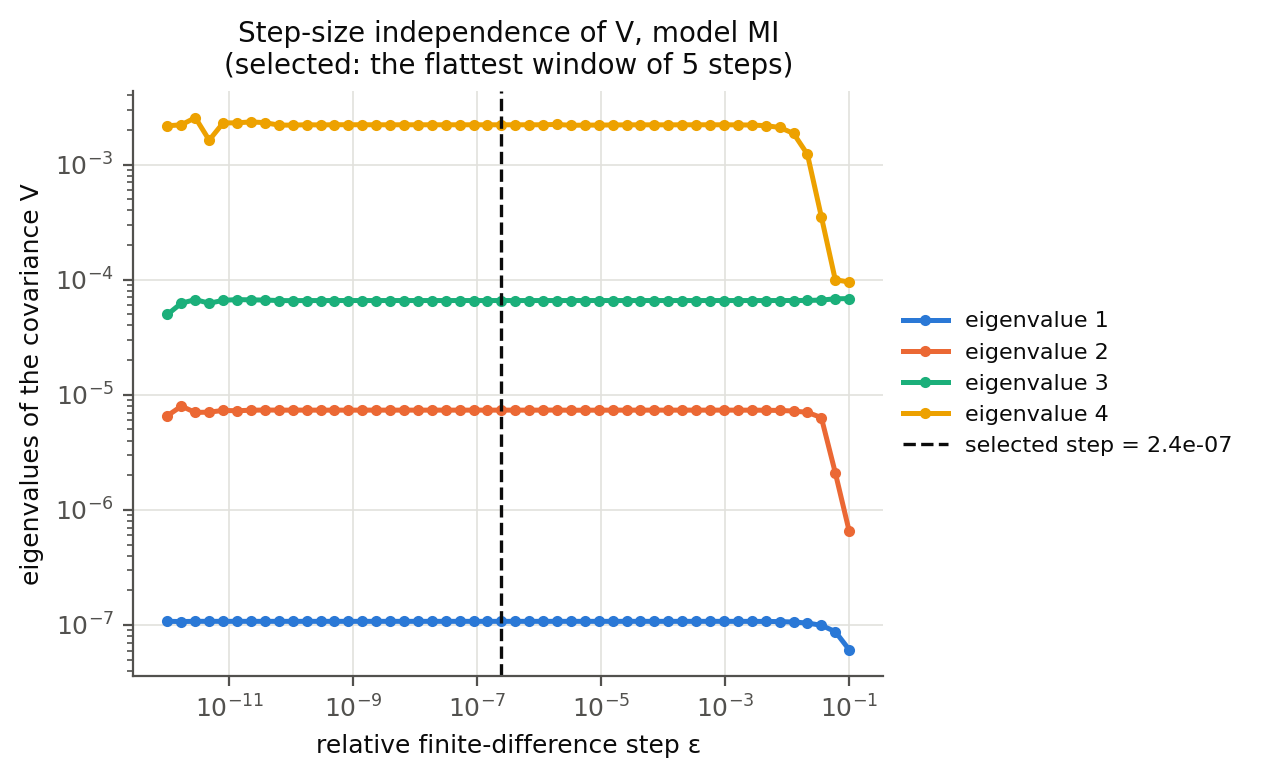 Step-size independence of V, model MI
(selected: the flattest window of 5 steps)
eigenvalues of the covariance V
10⁻³
10⁻⁴
10⁻⁵
10⁻⁶
10⁻⁷
10⁻¹¹
10⁻⁹
10⁻⁷
10⁻⁵
10⁻³
10⁻¹
relative finite-difference step ε
eigenvalue 1
eigenvalue 2
eigenvalue 3
eigenvalue 4
selected step = 2.4e-07